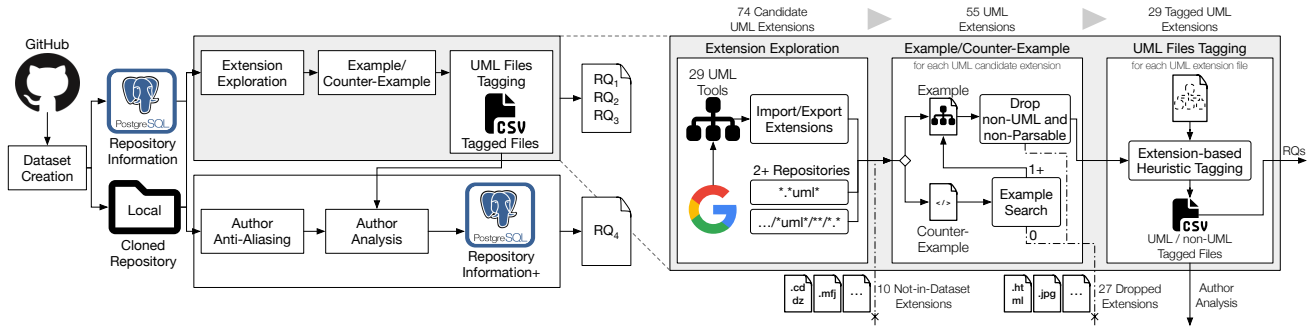 GitHub
Dataset
Creation
PostgreSQL
Repository
Information
Local
Cloned
Repository
Extension
Exploration
Example/
Counter-Example
UML Files
Tagging
CSV
Tagged Files
RQ1
RQ2
RQ3
Author
Anti-Aliasing
Author
Analysis
PostgreSQL
Repository
Information+
RQ4
74 Candidate
UML Extensions
55 UML
Extensions
29 Tagged UML
Extensions
Extension Exploration
29 UML
Tools
Import/Export
Extensions
2+ Repositories
*.*uml*
.../*uml*/**/*.*
Example/Counter-Example
for each UML candidate extension
Example
Drop
non-UML and
non-Parsable
</>
Counter-
Example
1+
Example
Search
0
UML Files Tagging
for each UML extension file
Extension-based
Heuristic Tagging
RQs
CSV
UML / non-UML
Tagged Files
.cd
dz
.mfj
...
10 Not-in-Dataset
Extensions
.ht
ml
.jpg
...
27 Dropped
Extensions
Author
Analysis